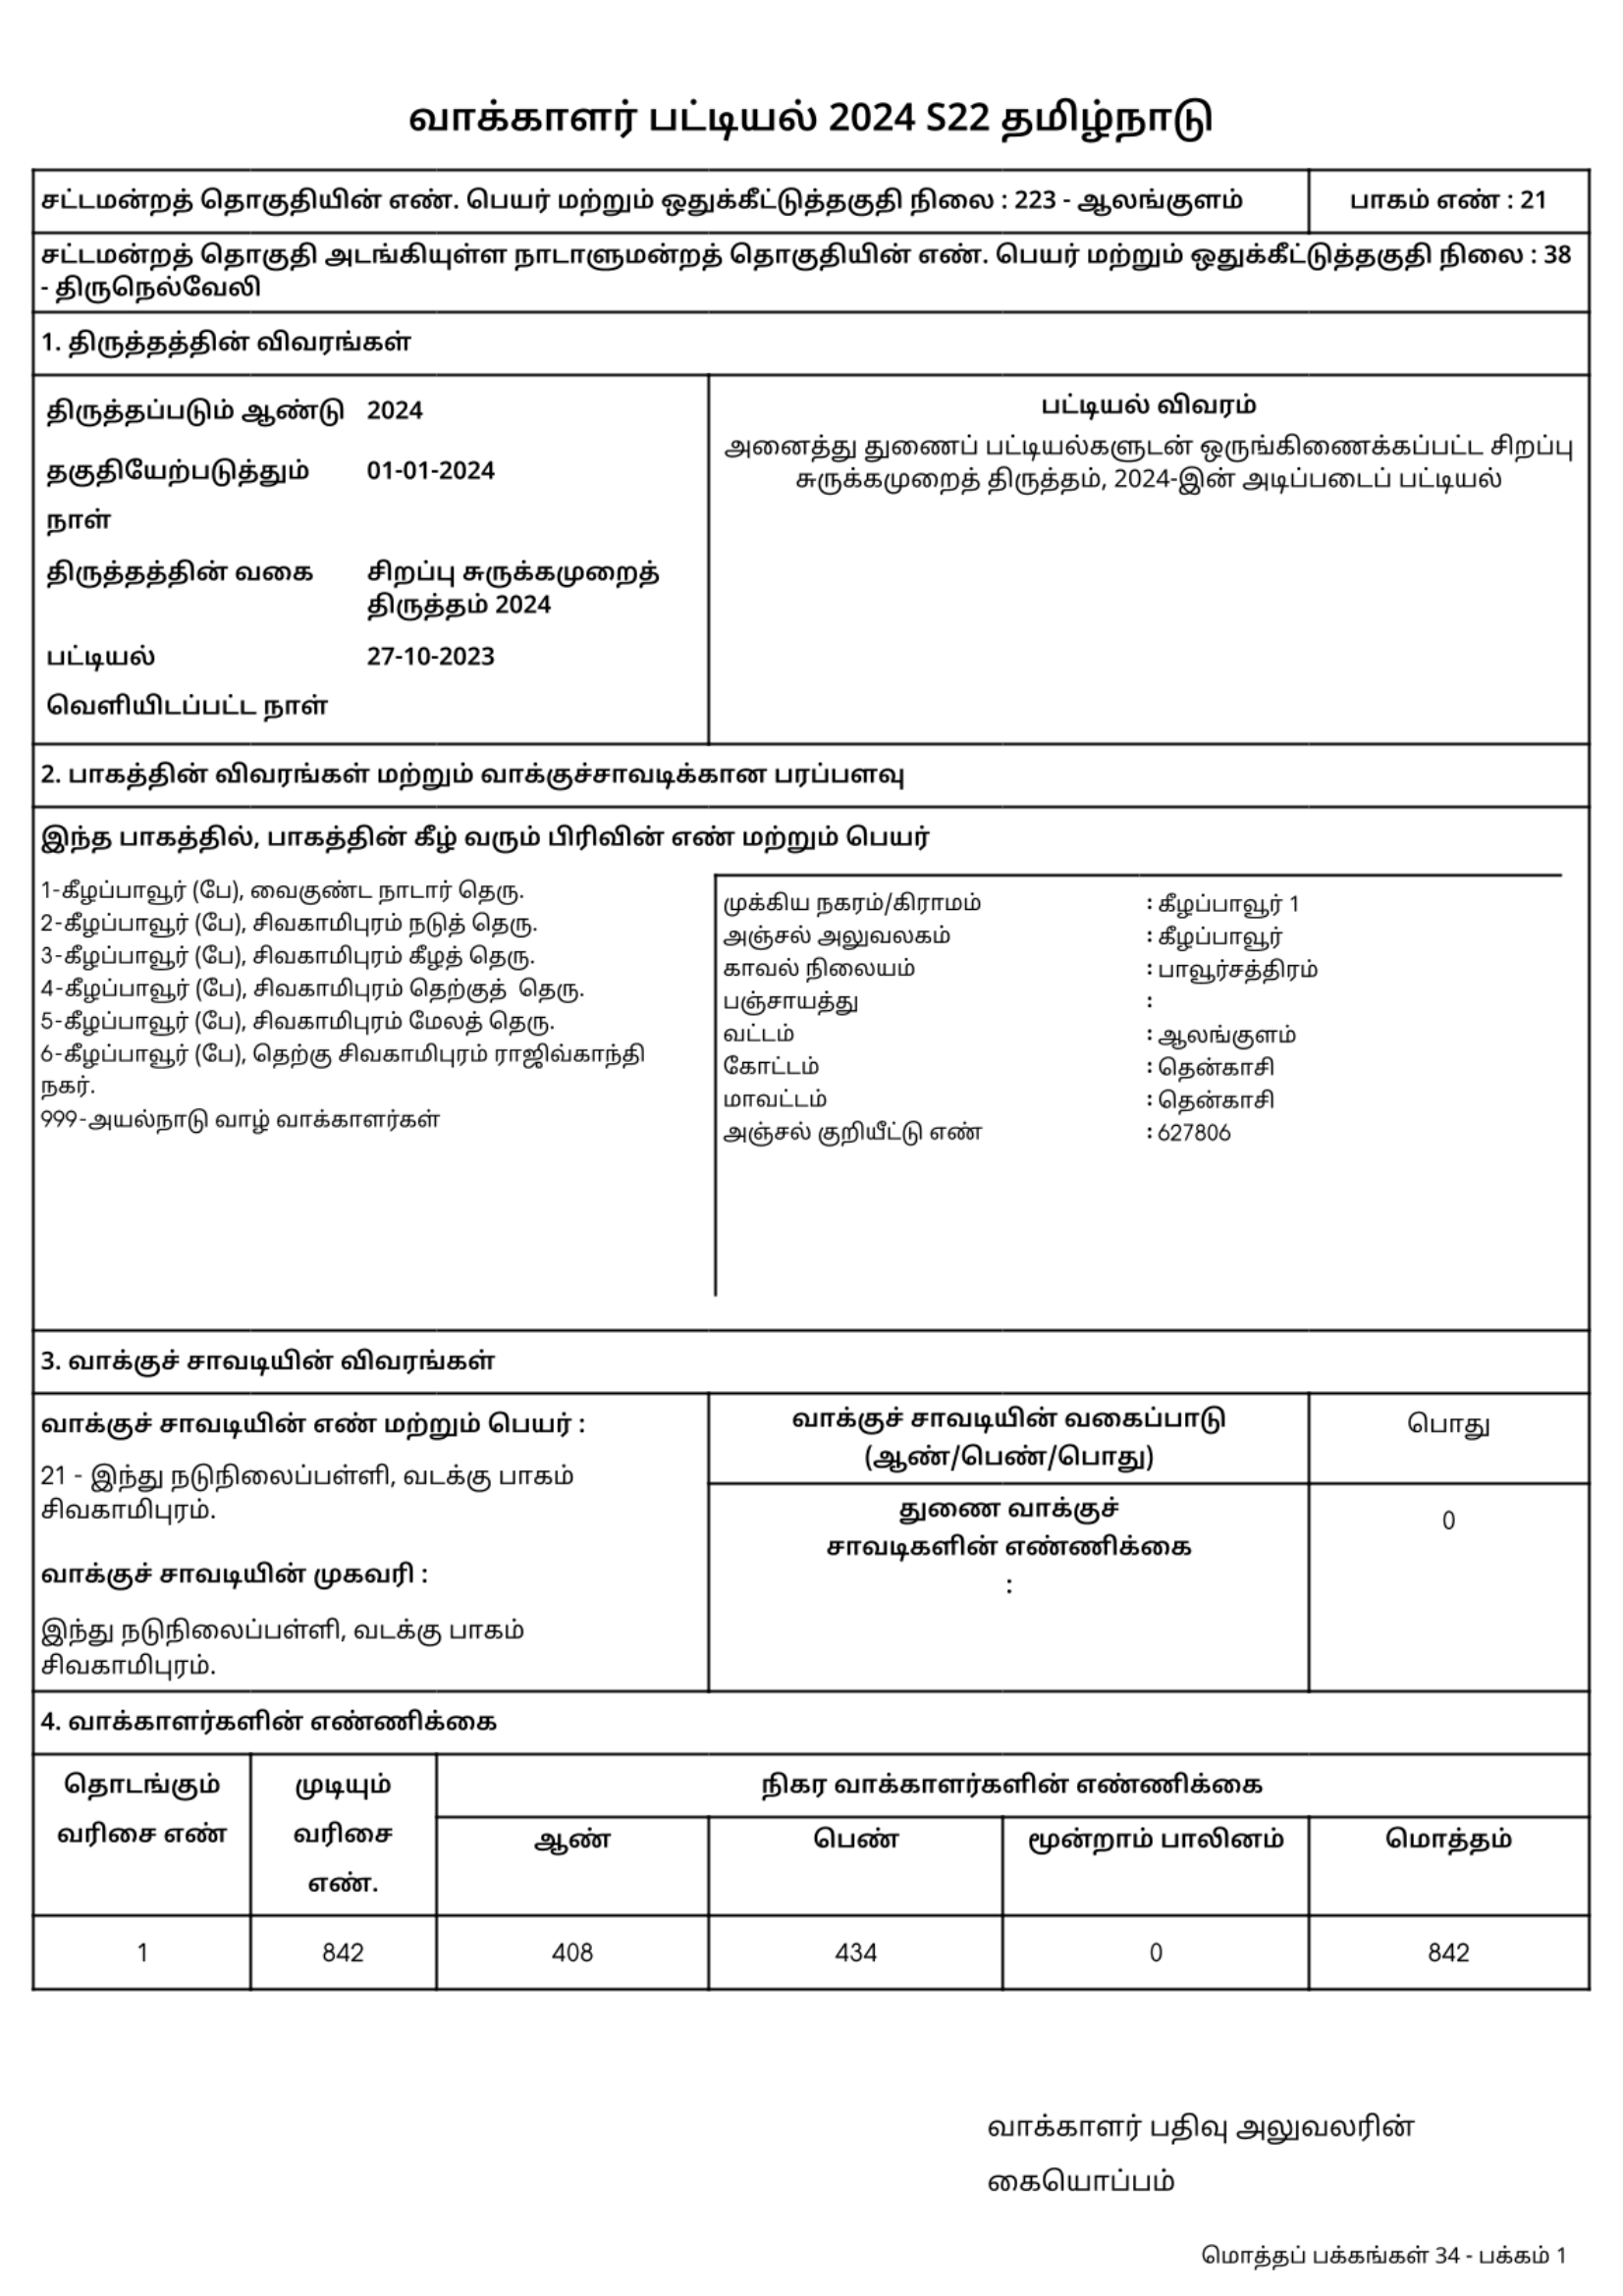 வாக்காளர் பட்டியல் 2024 S22 தமிழ்நாடு
சட்டமன்றத் தொகுதியின் எண். பெயர் மற்றும் ஒதுக்கீட்டுத்தகுதி நிலை : 223 - ஆலங்குளம்
பாகம் எண் : 21
சட்டமன்றத் தொகுதி அடங்கியுள்ள நாடாளுமன்றத் தொகுதியின் எண். பெயர் மற்றும் ஒதுக்கீட்டுத்தகுதி நிலை : 38
- திருநெல்வேலி
1. திருத்தத்தின் விவரங்கள்
திருத்தப்படும் ஆண்டு 2024
தகுதியேற்படுத்தும் 01-01-2024
நாள்
திருத்தத்தின் வகை சிறப்பு சுருக்கமுறைத்
திருத்தம் 2024
பட்டியல் 27-10-2023
வெளியிடப்பட்ட நாள்
பட்டியல் விவரம்
அனைத்து துணைப் பட்டியல்களுடன் ஒருங்கிணைக்கப்பட்ட சிறப்பு
சுருக்கமுறைத் திருத்தம், 2024-இன் அடிப்படைப் பட்டியல்
2. பாகத்தின் விவரங்கள் மற்றும் வாக்குச்சாவடிக்கான பரப்பளவு
இந்த பாகத்தில், பாகத்தின் கீழ் வரும் பிரிவின் எண் மற்றும் பெயர்
1-கீழப்பாவூர் (பே), வைகுண்ட நாடார் தெரு.
2-கீழப்பாவூர் (பே), சிவகாமிபுரம் நடுத் தெரு.
3-கீழப்பாவூர் (பே), சிவகாமிபுரம் கீழத் தெரு.
4-கீழப்பாவூர் (பே), சிவகாமிபுரம் தெற்குத் தெரு.
5-கீழப்பாவூர் (பே), சிவகாமிபுரம் மேலத் தெரு.
6-கீழப்பாவூர் (பே), தெற்கு சிவகாமிபுரம் ராஜிவ்காந்தி
நகர்.
999-அயல்நாடு வாழ் வாக்காளர்கள்
முக்கிய நகரம்/கிராமம் : கீழப்பாவூர் 1
அஞ்சல் அலுவலகம் : கீழப்பாவூர்
காவல் நிலையம் : பாவூர்சத்திரம்
பஞ்சாயத்து :
வட்டம் : ஆலங்குளம்
கோட்டம் : தென்காசி
மாவட்டம் : தென்காசி
அஞ்சல் குறியீட்டு எண் : 627806
3. வாக்குச் சாவடியின் விவரங்கள்
வாக்குச் சாவடியின் எண் மற்றும் பெயர் :
21 - இந்து நடுநிலைப்பள்ளி, வடக்கு பாகம்
சிவகாமிபுரம்.
வாக்குச் சாவடியின் முகவரி :
இந்து நடுநிலைப்பள்ளி, வடக்கு பாகம்
சிவகாமிபுரம்.
வாக்குச் சாவடியின் வகைப்பாடு
(ஆண்/பெண்/பொது)
பொது
துணை வாக்குச்
சாவடிகளின் எண்ணிக்கை
:
0
4. வாக்காளர்களின் எண்ணிக்கை
தொடங்கும்
வரிசை எண்
முடியும்
வரிசை
எண்.
நிகர வாக்காளர்களின் எண்ணிக்கை
ஆண் பெண் மூன்றாம் பாலினம் மொத்தம்
1 842 408 434 0 842
வாக்காளர் பதிவு அலுவலரின்
கையொப்பம்
மொத்தப் பக்கங்கள் 34 - பக்கம் 1